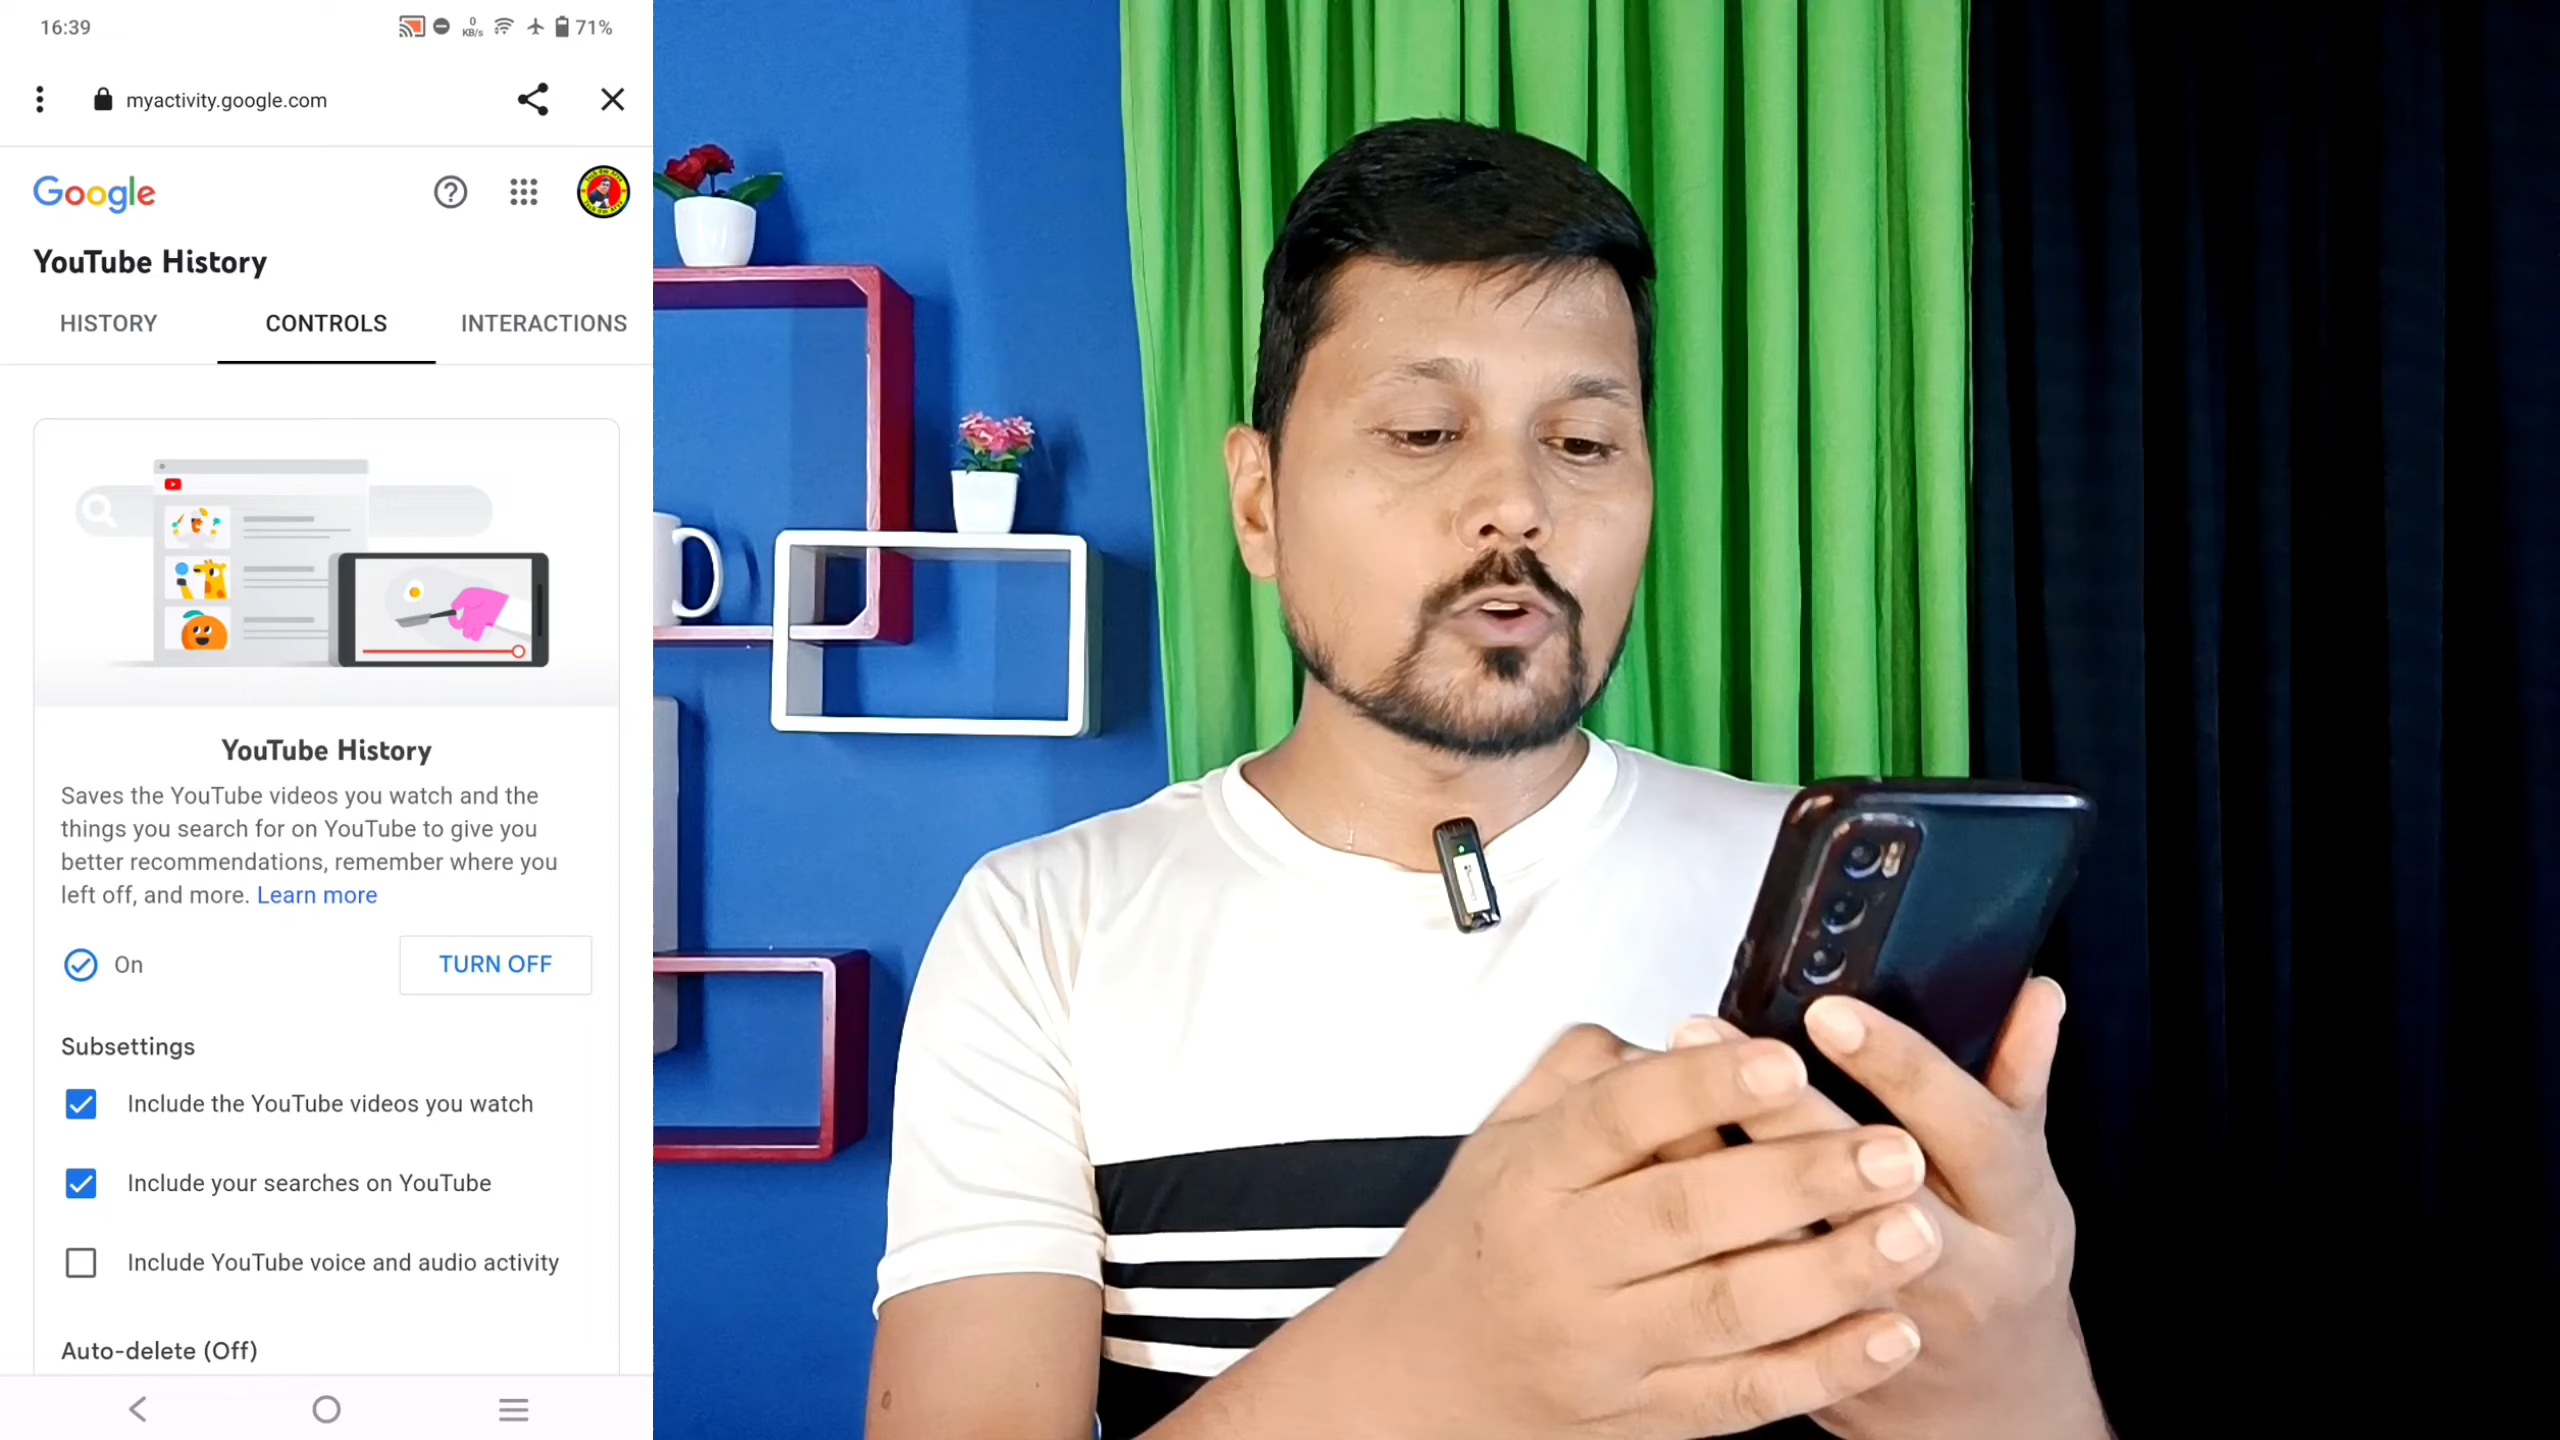 16:39
0
KB/s
71%
myactivity.google.com
Google
YouTube History
HISTORY
CONTROLS
INTERACTIONS
YouTube History
Saves the YouTube videos you watch and the
things you search for on YouTube to give you
better recommendations, remember where you
left off, and more. Learn more
On
TURN OFF
Subsettings
Include the YouTube videos you watch
Include your searches on YouTube
Include YouTube voice and audio activity
Auto-delete (Off)